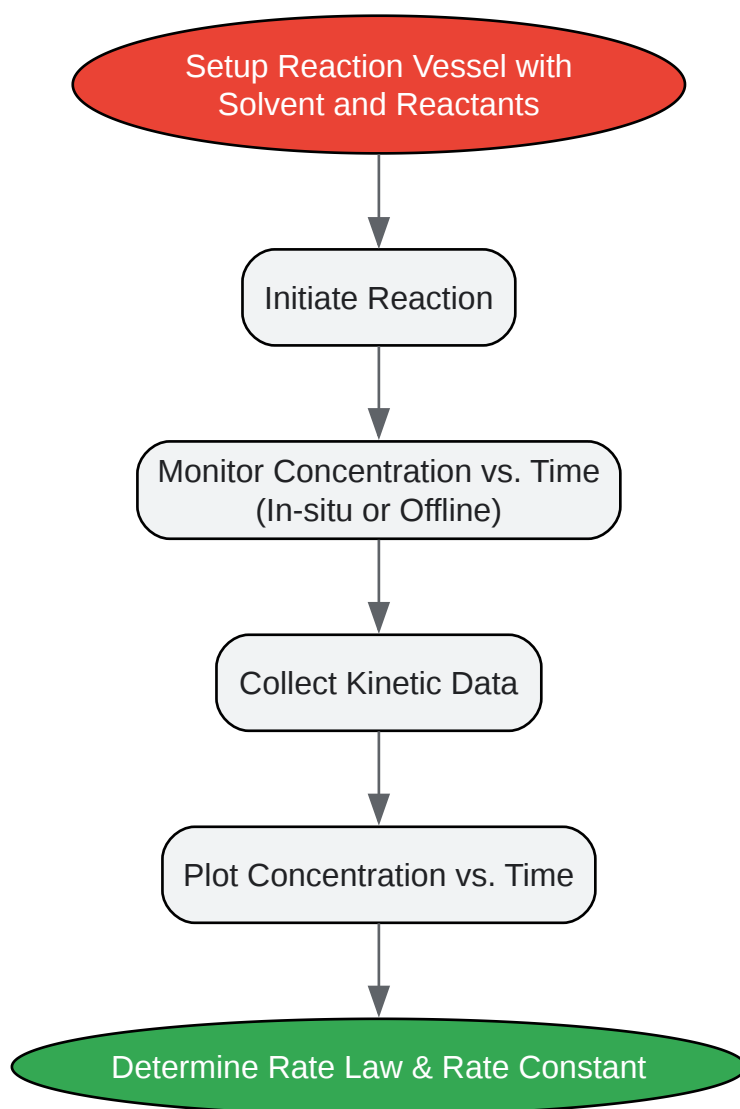 Setup Reaction Vessel with
Solvent and Reactants
Initiate Reaction
Monitor Concentration vs. Time
(In-situ or Offline)
Collect Kinetic Data
Plot Concentration vs. Time
Determine Rate Law & Rate Constant